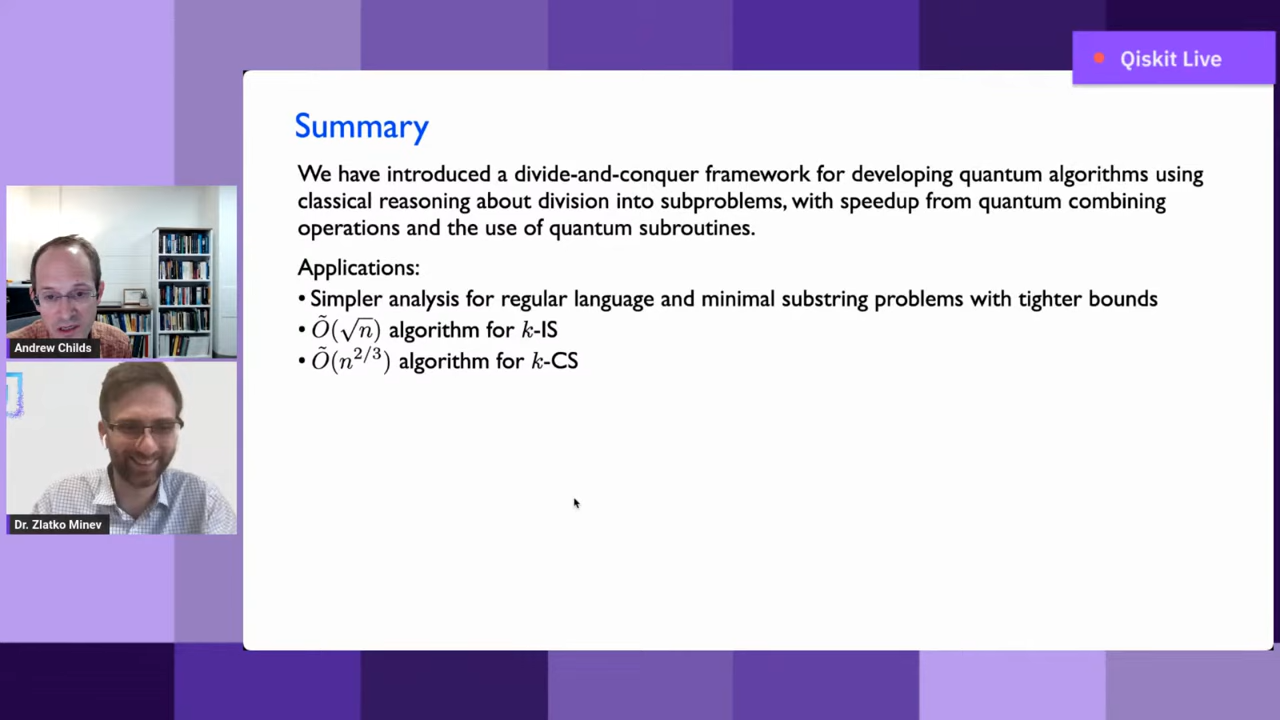 Qiskit Live
Summary
We have introduced a divide-and-conquer framework for developing quantum algorithms using
classical reasoning about division into subproblems, with speedup from quantum combining
operations and the use of quantum subroutines.
Applications:
• Simpler analysis for regular language and minimal substring problems with tighter bounds
• Õ(√n) algorithm for k-IS
• Õ(n^{2/3}) algorithm for k-CS
Andrew Childs
Dr. Zlatko Minev